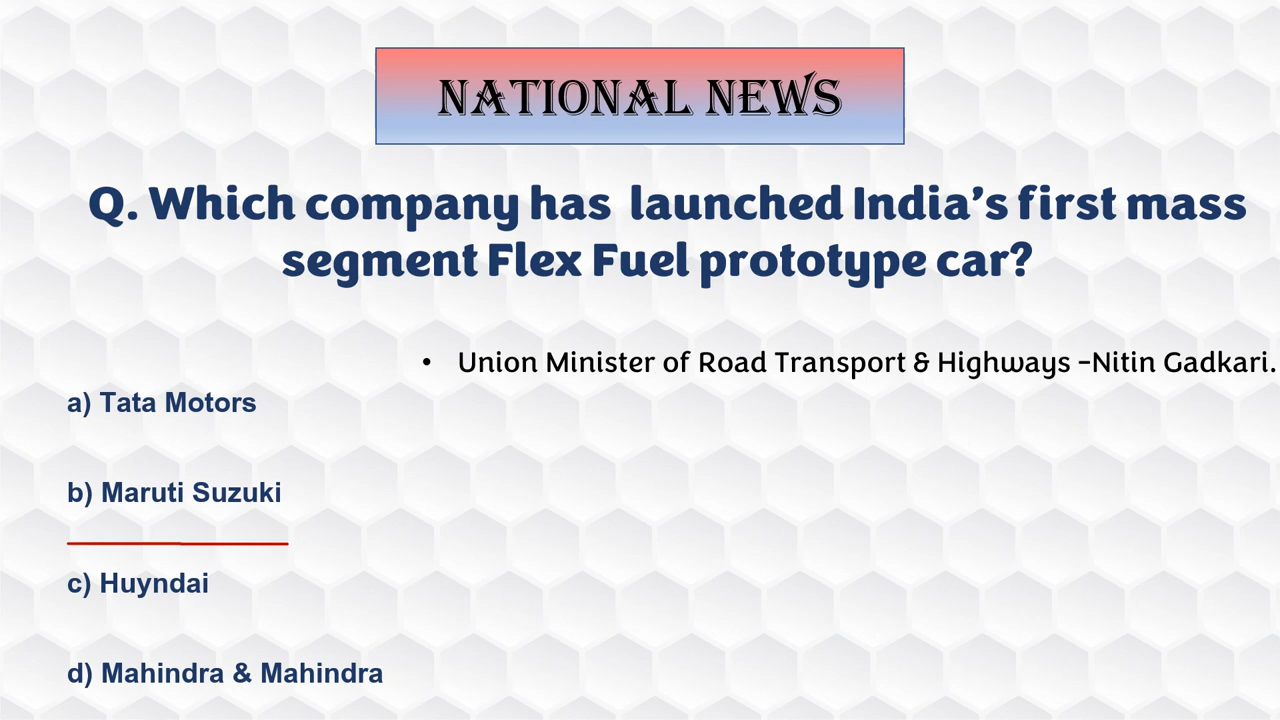 NATIONAL NEWS
Q. Which company has launched India's first mass
segment Flex Fuel prototype car?
• Union Minister of Road Transport & Highways -Nitin Gadkari.
a) Tata Motors
b) Maruti Suzuki
c) Huyndai
d) Mahindra & Mahindra